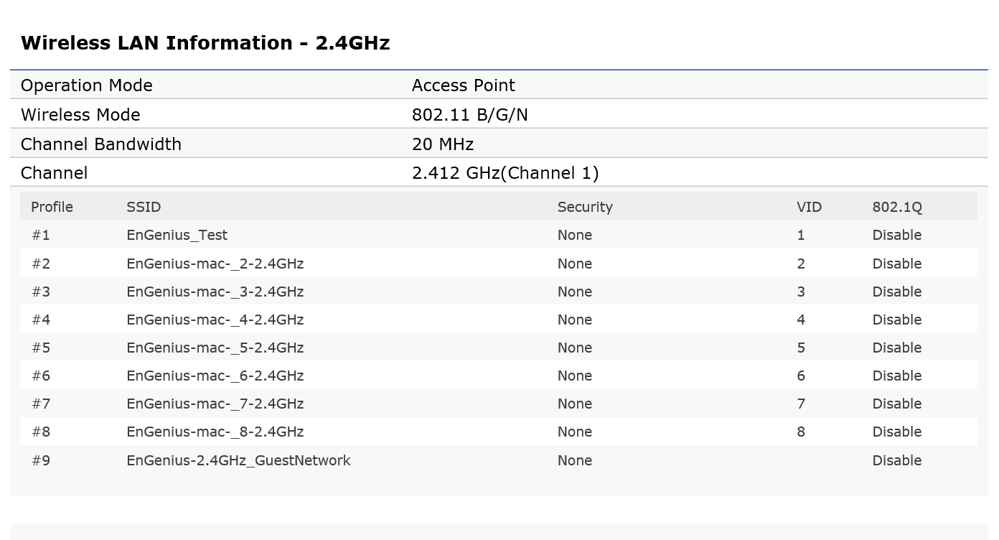 Wireless LAN Information - 2.4GHz
Operation Mode Access Point
Wireless Mode 802.11 B/G/N
Channel Bandwidth 20 MHz
Channel 2.412 GHz(Channel 1)
Profile SSID Security VID 802.1Q
#1 EnGenius_Test None 1 Disable
#2 EnGenius-mac-_2-2.4GHz None 2 Disable
#3 EnGenius-mac-_3-2.4GHz None 3 Disable
#4 EnGenius-mac-_4-2.4GHz None 4 Disable
#5 EnGenius-mac-_5-2.4GHz None 5 Disable
#6 EnGenius-mac-_6-2.4GHz None 6 Disable
#7 EnGenius-mac-_7-2.4GHz None 7 Disable
#8 EnGenius-mac-_8-2.4GHz None 8 Disable
#9 EnGenius-2.4GHz_GuestNetwork None Disable